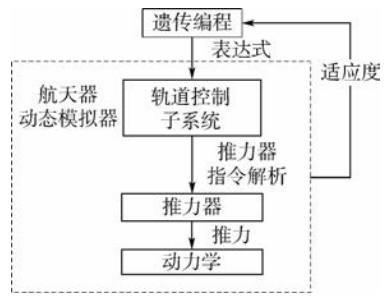 遗传编程
表达式
适应度
航天器
动态模拟器
轨道控制
子系统
推力器
指令解析
推力器
推力
动力学